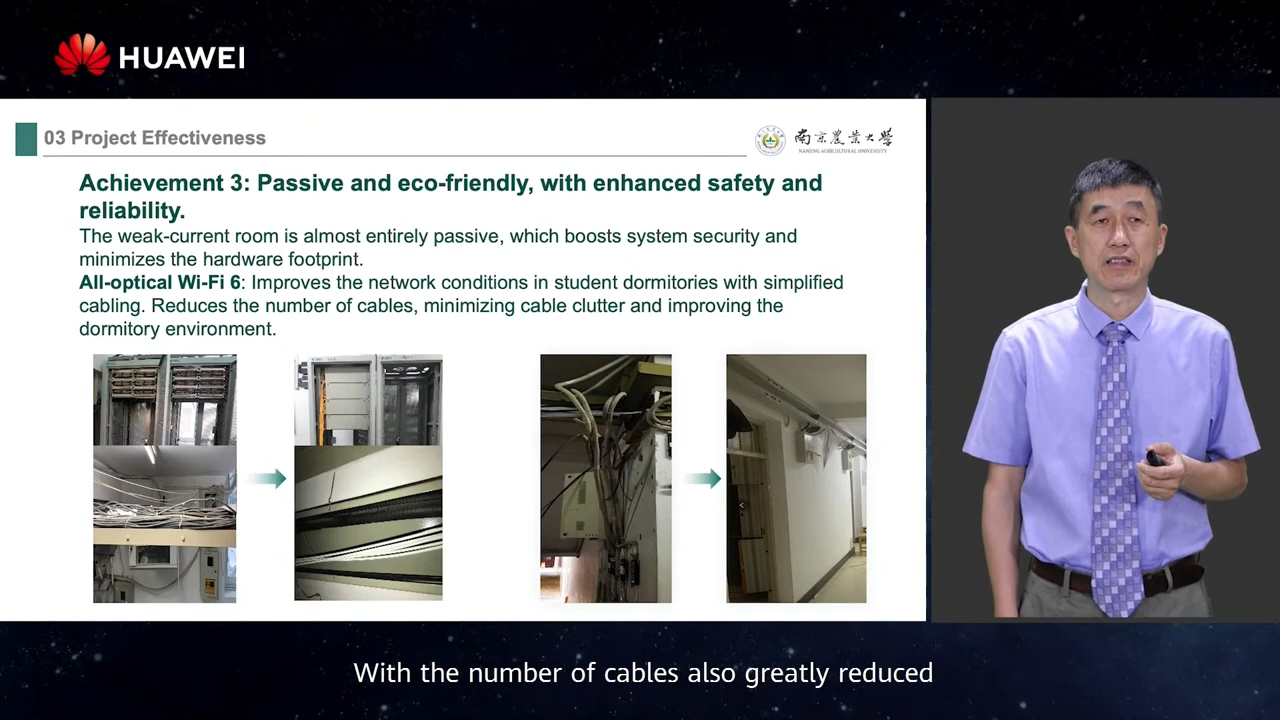 HUAWEI
03 Project Effectiveness
南京農業大學
NANJING AGRICULTURAL UNIVERSITY
Achievement 3: Passive and eco-friendly, with enhanced safety and
reliability.
The weak-current room is almost entirely passive, which boosts system security and
minimizes the hardware footprint.
All-optical Wi-Fi 6: Improves the network conditions in student dormitories with simplified
cabling. Reduces the number of cables, minimizing cable clutter and improving the
dormitory environment.
With the number of cables also greatly reduced